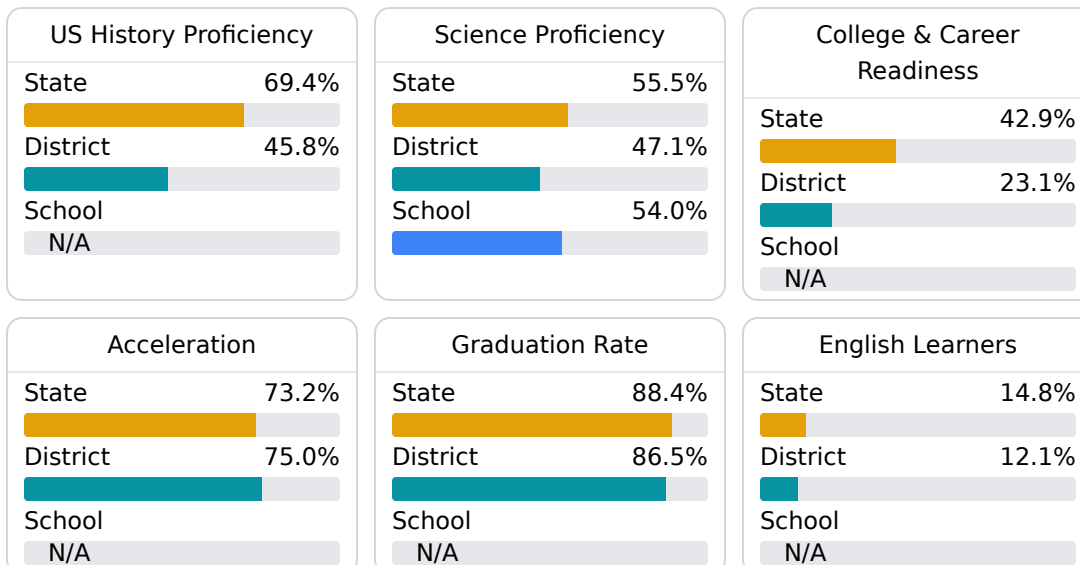 US History Proficiency
State 69.4%
District 45.8%
School
N/A
Science Proficiency
State 55.5%
District 47.1%
School 54.0%
College & Career
Readiness
State 42.9%
District 23.1%
School
N/A
Acceleration
State 73.2%
District 75.0%
School
N/A
Graduation Rate
State 88.4%
District 86.5%
School
N/A
English Learners
State 14.8%
District 12.1%
School
N/A